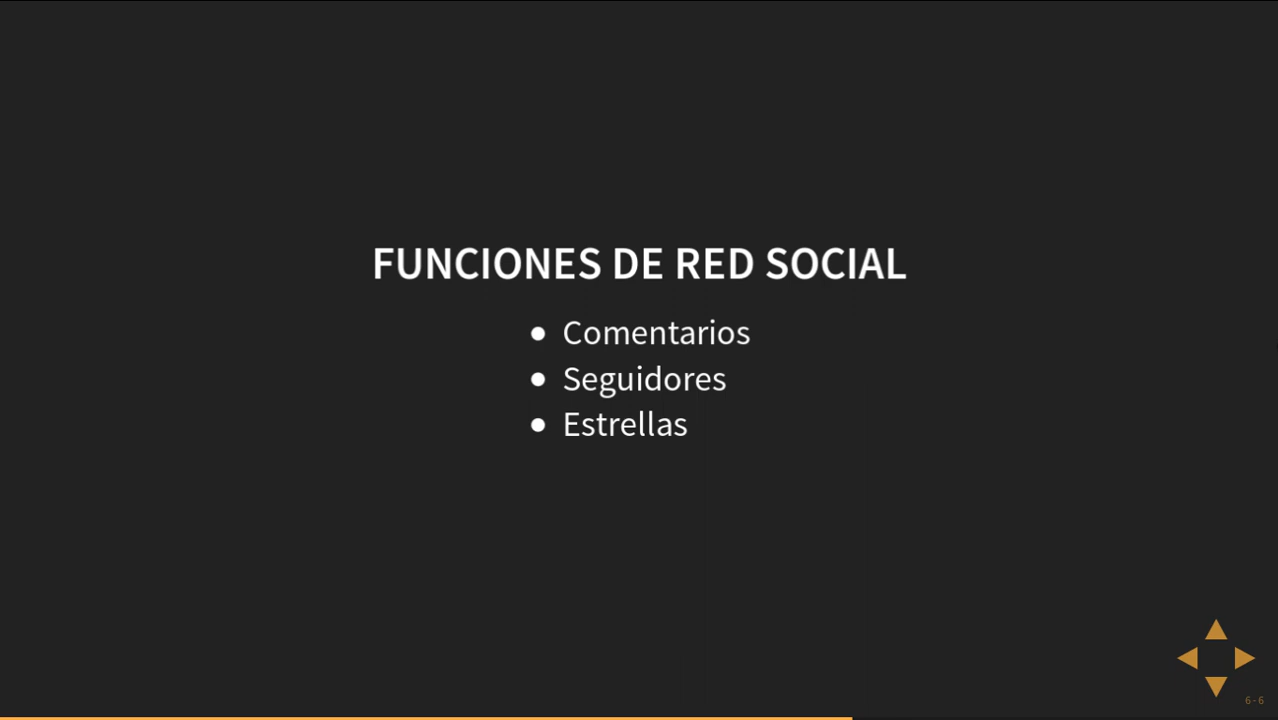 FUNCIONES DE RED SOCIAL
Comentarios
Seguidores
Estrellas
6-6